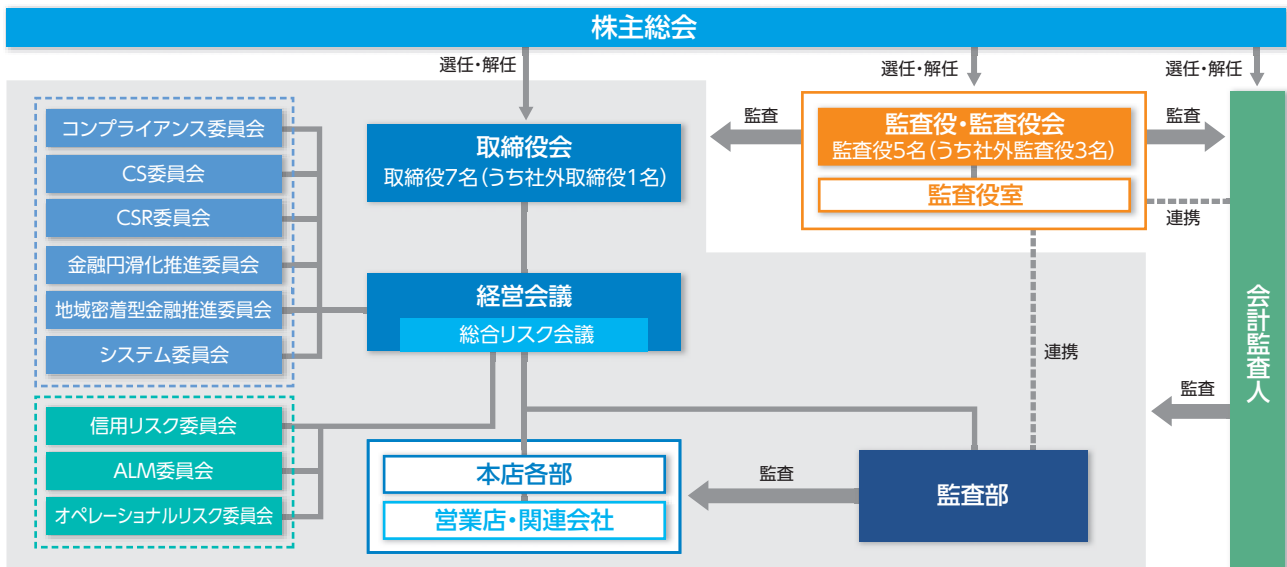 株主総会
選任・解任
選任・解任
選任・解任
コンプライアンス委員会
CS委員会
CSR委員会
金融円滑化推進委員会
地域密着型金融推進委員会
システム委員会
信用リスク委員会
ALM委員会
オペレーショナルリスク委員会
取締役会
取締役7名(うち社外取締役1名)
経営会議
総合リスク会議
本店各部
営業店・関連会社
監査
監査役・監査役会
監査役5名(うち社外監査役3名)
監査役室
監査
連携
連携
監査
監査
監査部
会計監査人